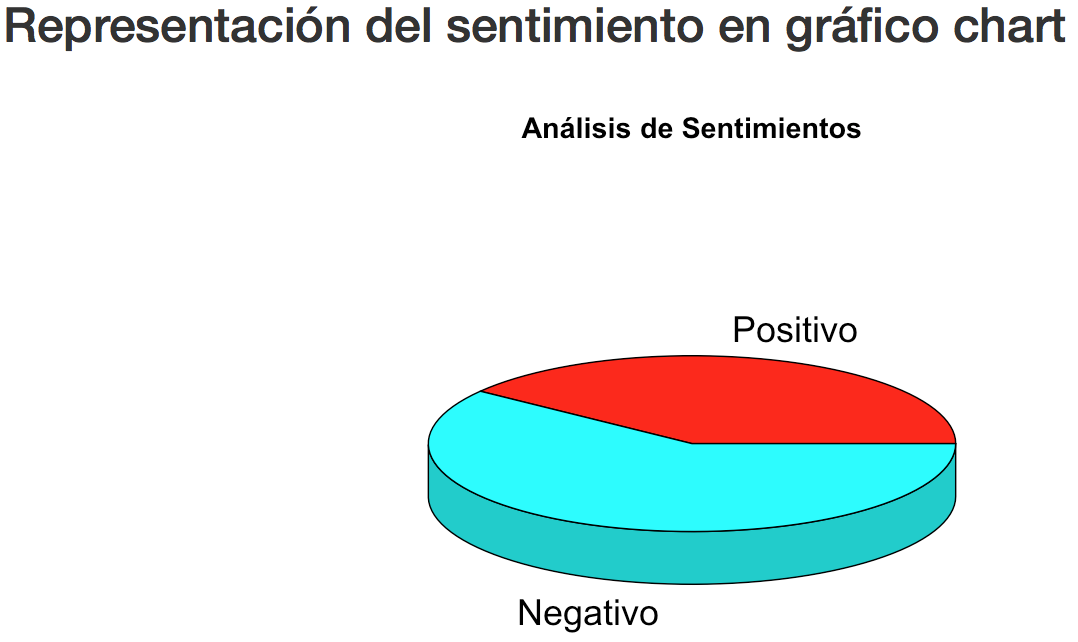 Representación del sentimiento en gráfico chart
Análisis de Sentimientos
Positivo
Negativo